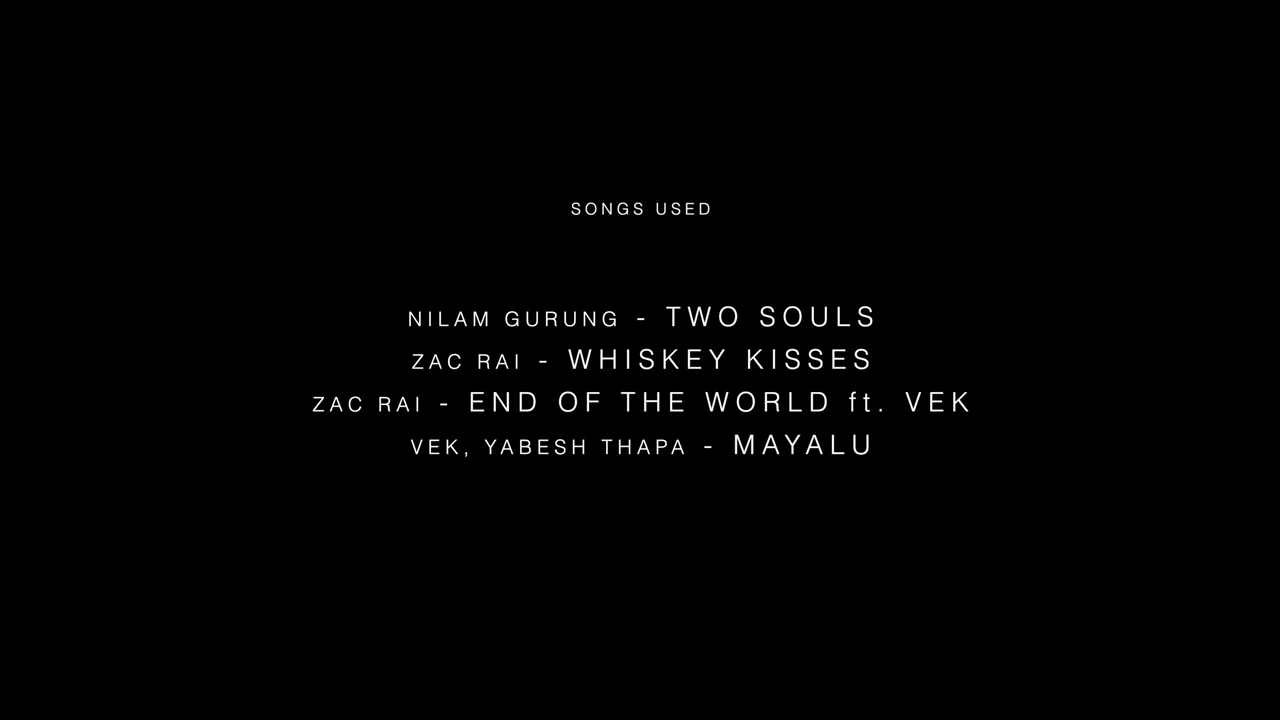 SONGS USED
NILAM GURUNG - TWO SOULS
ZAC RAI - WHISKEY KISSES
ZAC RAI - END OF THE WORLD ft. VEK
VEK, YABESH THAPA - MAYALU